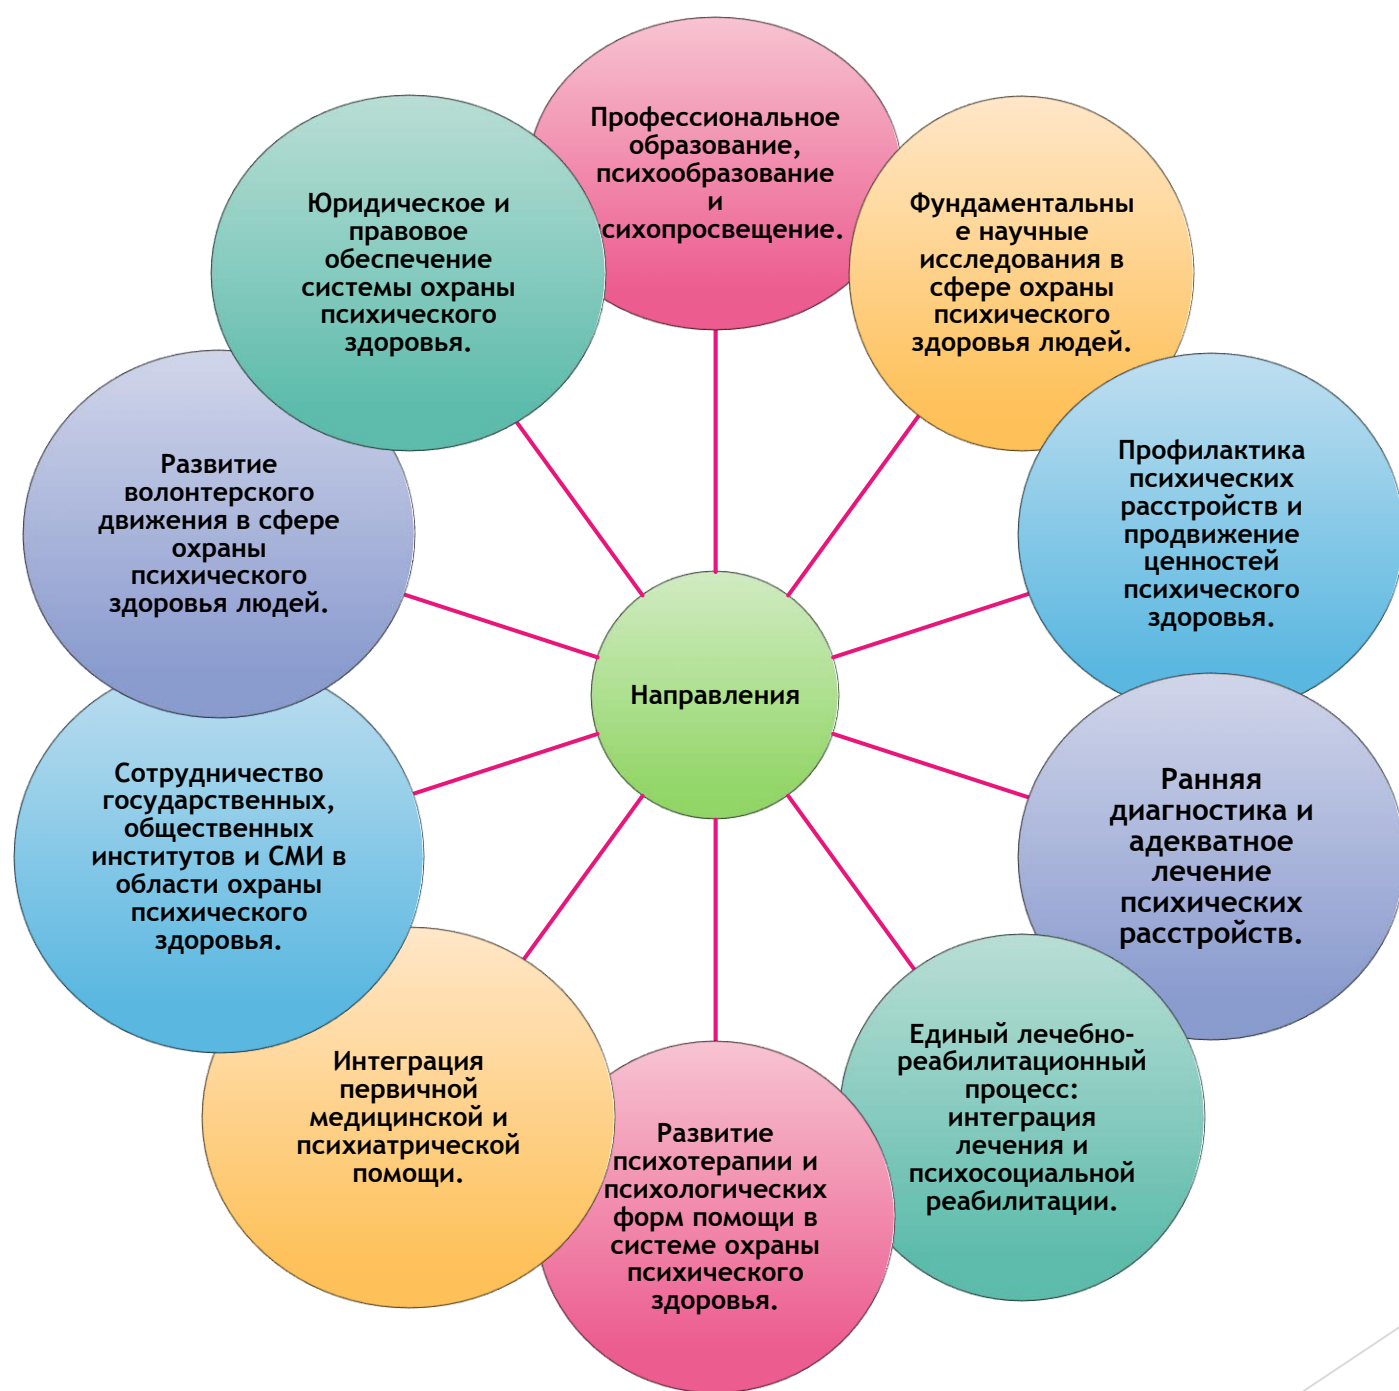 Профессиональное
образование,
психообразование
и
сихопросвещение.
Фундаментальны
е научные
исследования в
сфере охраны
психического
здоровья людей.
Профилактика
психических
расстройств и
продвижение
ценностей
психического
здоровья.
Ранняя
диагностика и
адекватное
лечение
психических
расстройств.
Единый лечебно-
реабилитационный
процесс:
интеграция
лечения и
психосоциальной
реабилитации.
Развитие
психотерапии и
психологических
форм помощи в
системе охраны
психического
здоровья.
Интеграция
первичной
медицинской и
психиатрической
помощи.
Сотрудничество
государственных,
общественных
институтов и СМИ в
области охраны
психического
здоровья.
Развитие
волонтерского
движения в сфере
охраны
психического
здоровья людей.
Юридическое и
правовое
обеспечение
системы охраны
психического
здоровья.
Направления